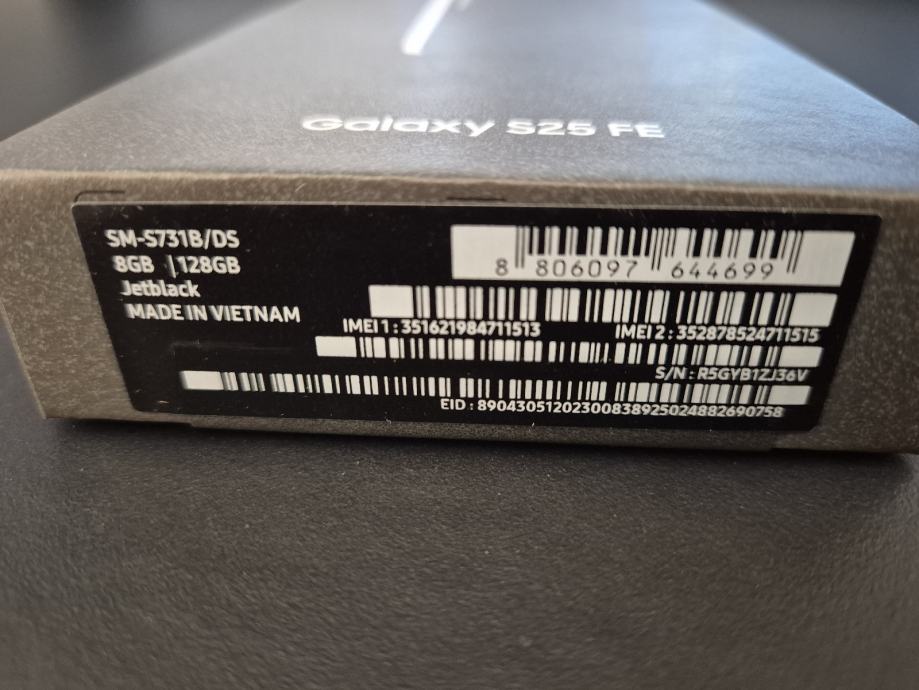 Galaxy S25 FE
SM-S731B/DS
8GB | 128GB
Jetblack
MADE IN VIETNAM
8 806097 644699
IMEI 1 : 351621984711513 IMEI 2 : 352878524711515
S/N : R5GYB1ZJ36V
EID : 89043051202300838925024882690758